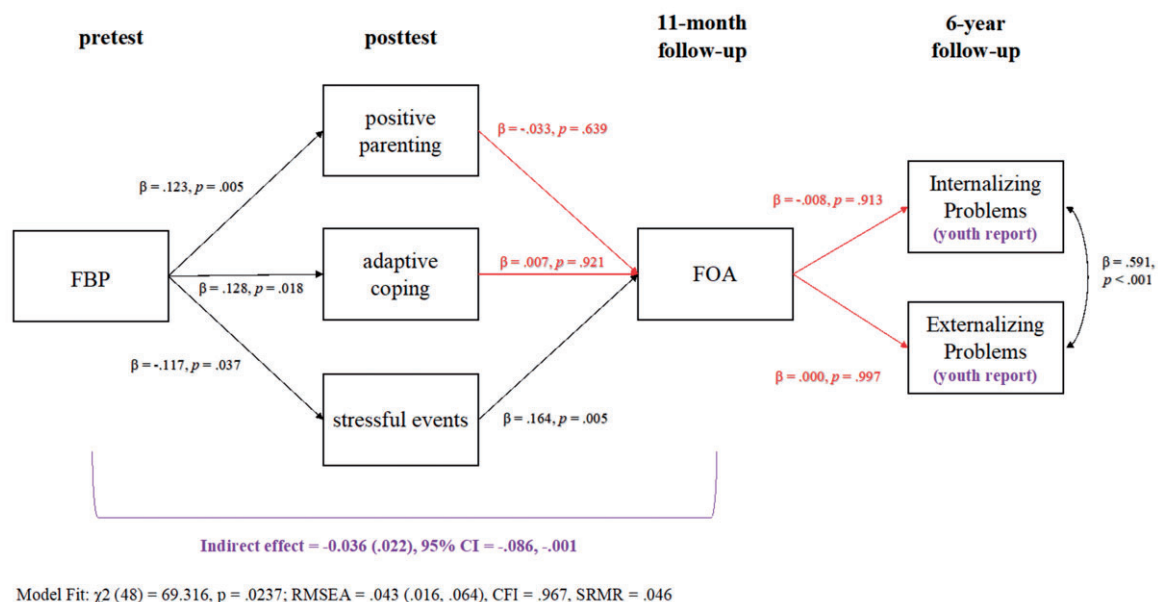 pretest
posttest
11-month
follow-up
6-year
follow-up
positive
parenting
β = -.033, p = .639
β = .123, p = .005
β = -.008, p = .913
Internalizing
Problems
(youth report)
FBP
β = .128, p = .018
adaptive
coping
β = .007, p = .921
FOA
β = .591,
p < .001
Externalizing
Problems
(youth report)
β = -.117, p = .037
β = .000, p = .997
stressful events
β = .164, p = .005
Indirect effect = -0.036 (.022), 95% CI = -.086, -.001
Model Fit: χ2 (48) = 69.316, p = .0237; RMSEA = .043 (.016, .064), CFI = .967, SRMR = .046